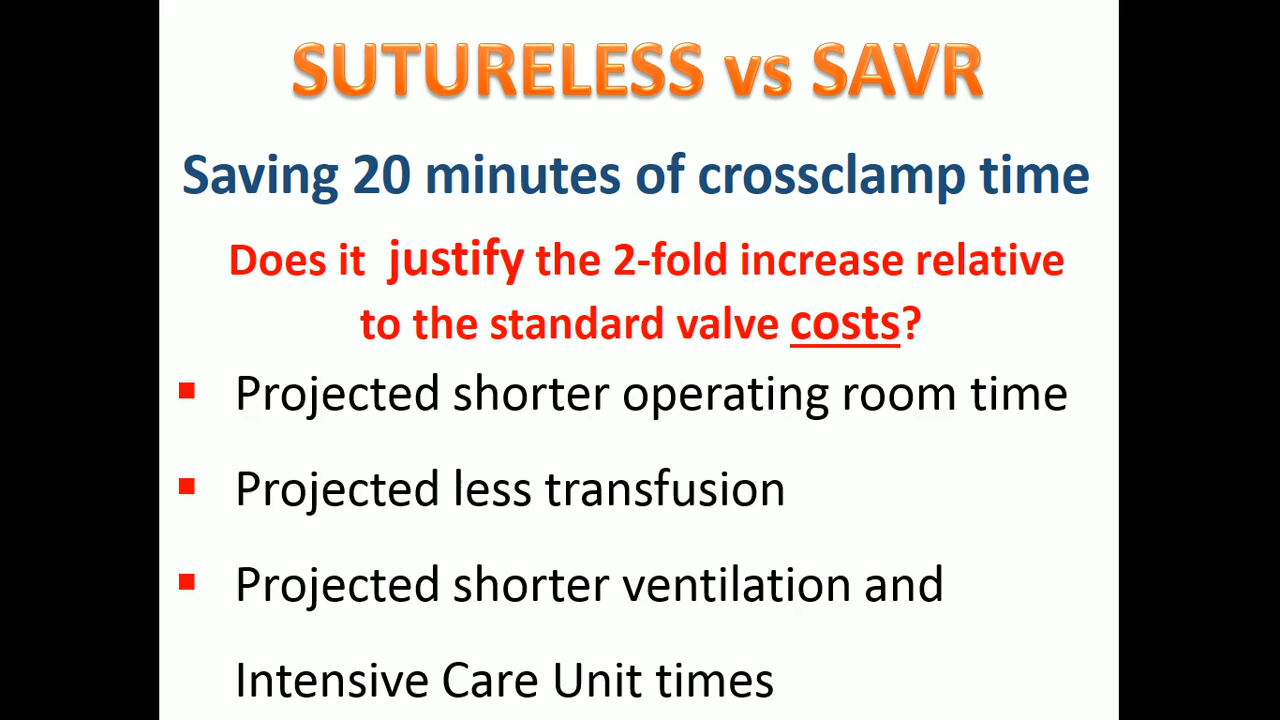 SUTURELESS vs SAVR
Saving 20 minutes of crossclamp time
Does it justify the 2-fold increase relative
to the standard valve costs?
▪ Projected shorter operating room time
▪ Projected less transfusion
▪ Projected shorter ventilation and
Intensive Care Unit times